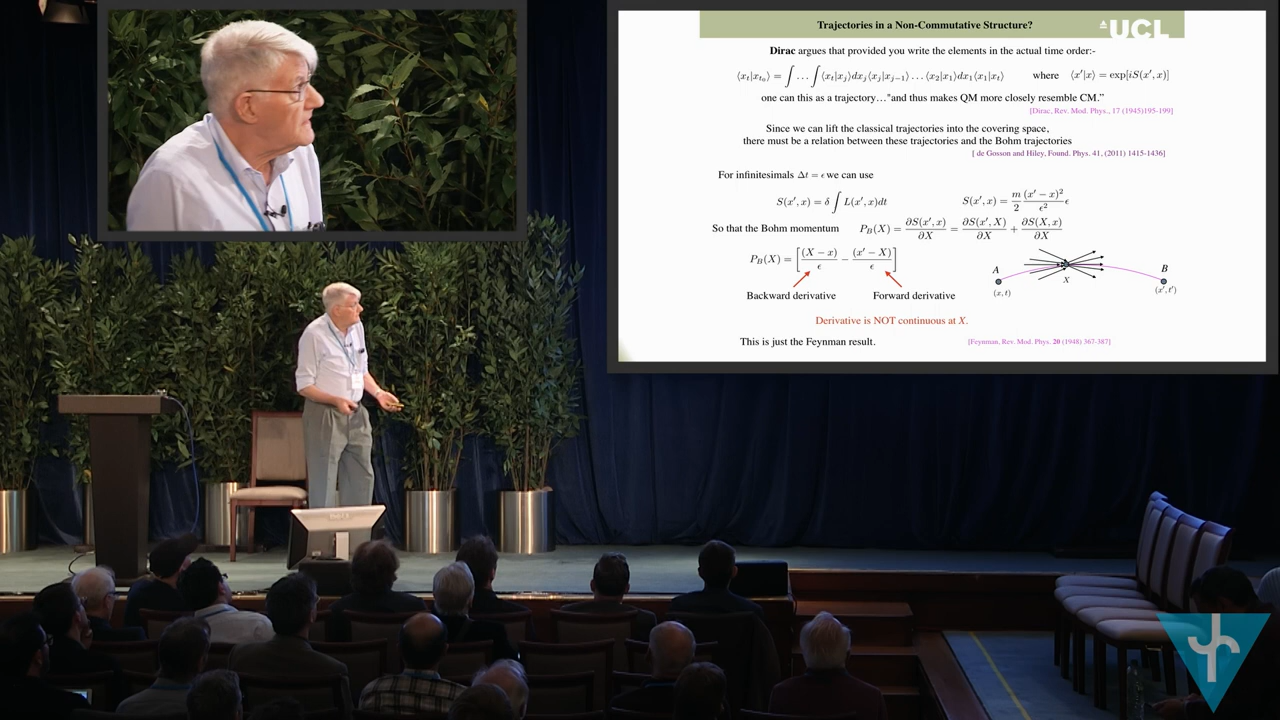 Trajectories in a Non-Commutative Structure?
UCL
Dirac argues that provided you write the elements in the actual time order:-
⟨x_t|x_{t_0}⟩ = ∫ ... ∫ ⟨x_t|x_j⟩dx_j⟨x_j|x_{j−1}⟩ ... ⟨x_2|x_1⟩dx_1⟨x_1|x_t⟩ where ⟨x′|x⟩ = exp[iS(x′, x)]
one can this as a trajectory…"and thus makes QM more closely resemble CM.”
[Dirac, Rev. Mod. Phys., 17 (1945)195-199]
Since we can lift the classical trajectories into the covering space,
there must be a relation between these trajectories and the Bohm trajectories
[ de Gosson and Hiley, Found. Phys. 41, (2011) 1415-1436]
For infinitesimals Δt = ϵ we can use
S(x′, x) = δ ∫ L(x′, x)dt S(x′, x) = m/2 (x′ − x)²/ϵ² ϵ
So that the Bohm momentum P_B(X) = ∂S(x′, x)/∂X = ∂S(x′, X)/∂X + ∂S(X, x)/∂X
P_B(X) = [(X − x)/ϵ − (x′ − X)/ϵ]
A
B
X
(x, t)
(x′, t′)
Backward derivative Forward derivative
Derivative is NOT continuous at X.
This is just the Feynman result.
[Feynman, Rev. Mod. Phys. 20 (1948) 367-387]